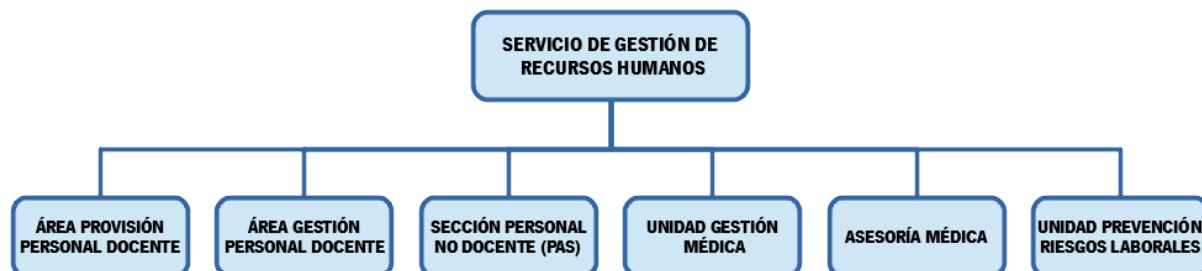 SERVICIO DE GESTIÓN DE
RECURSOS HUMANOS
ÁREA PROVISIÓN
PERSONAL DOCENTE
ÁREA GESTIÓN
PERSONAL DOCENTE
SECCIÓN PERSONAL
NO DOCENTE (PAS)
UNIDAD GESTIÓN
MÉDICA
ASESORÍA MÉDICA
UNIDAD PREVENCIÓN
RIESGOS LABORALES